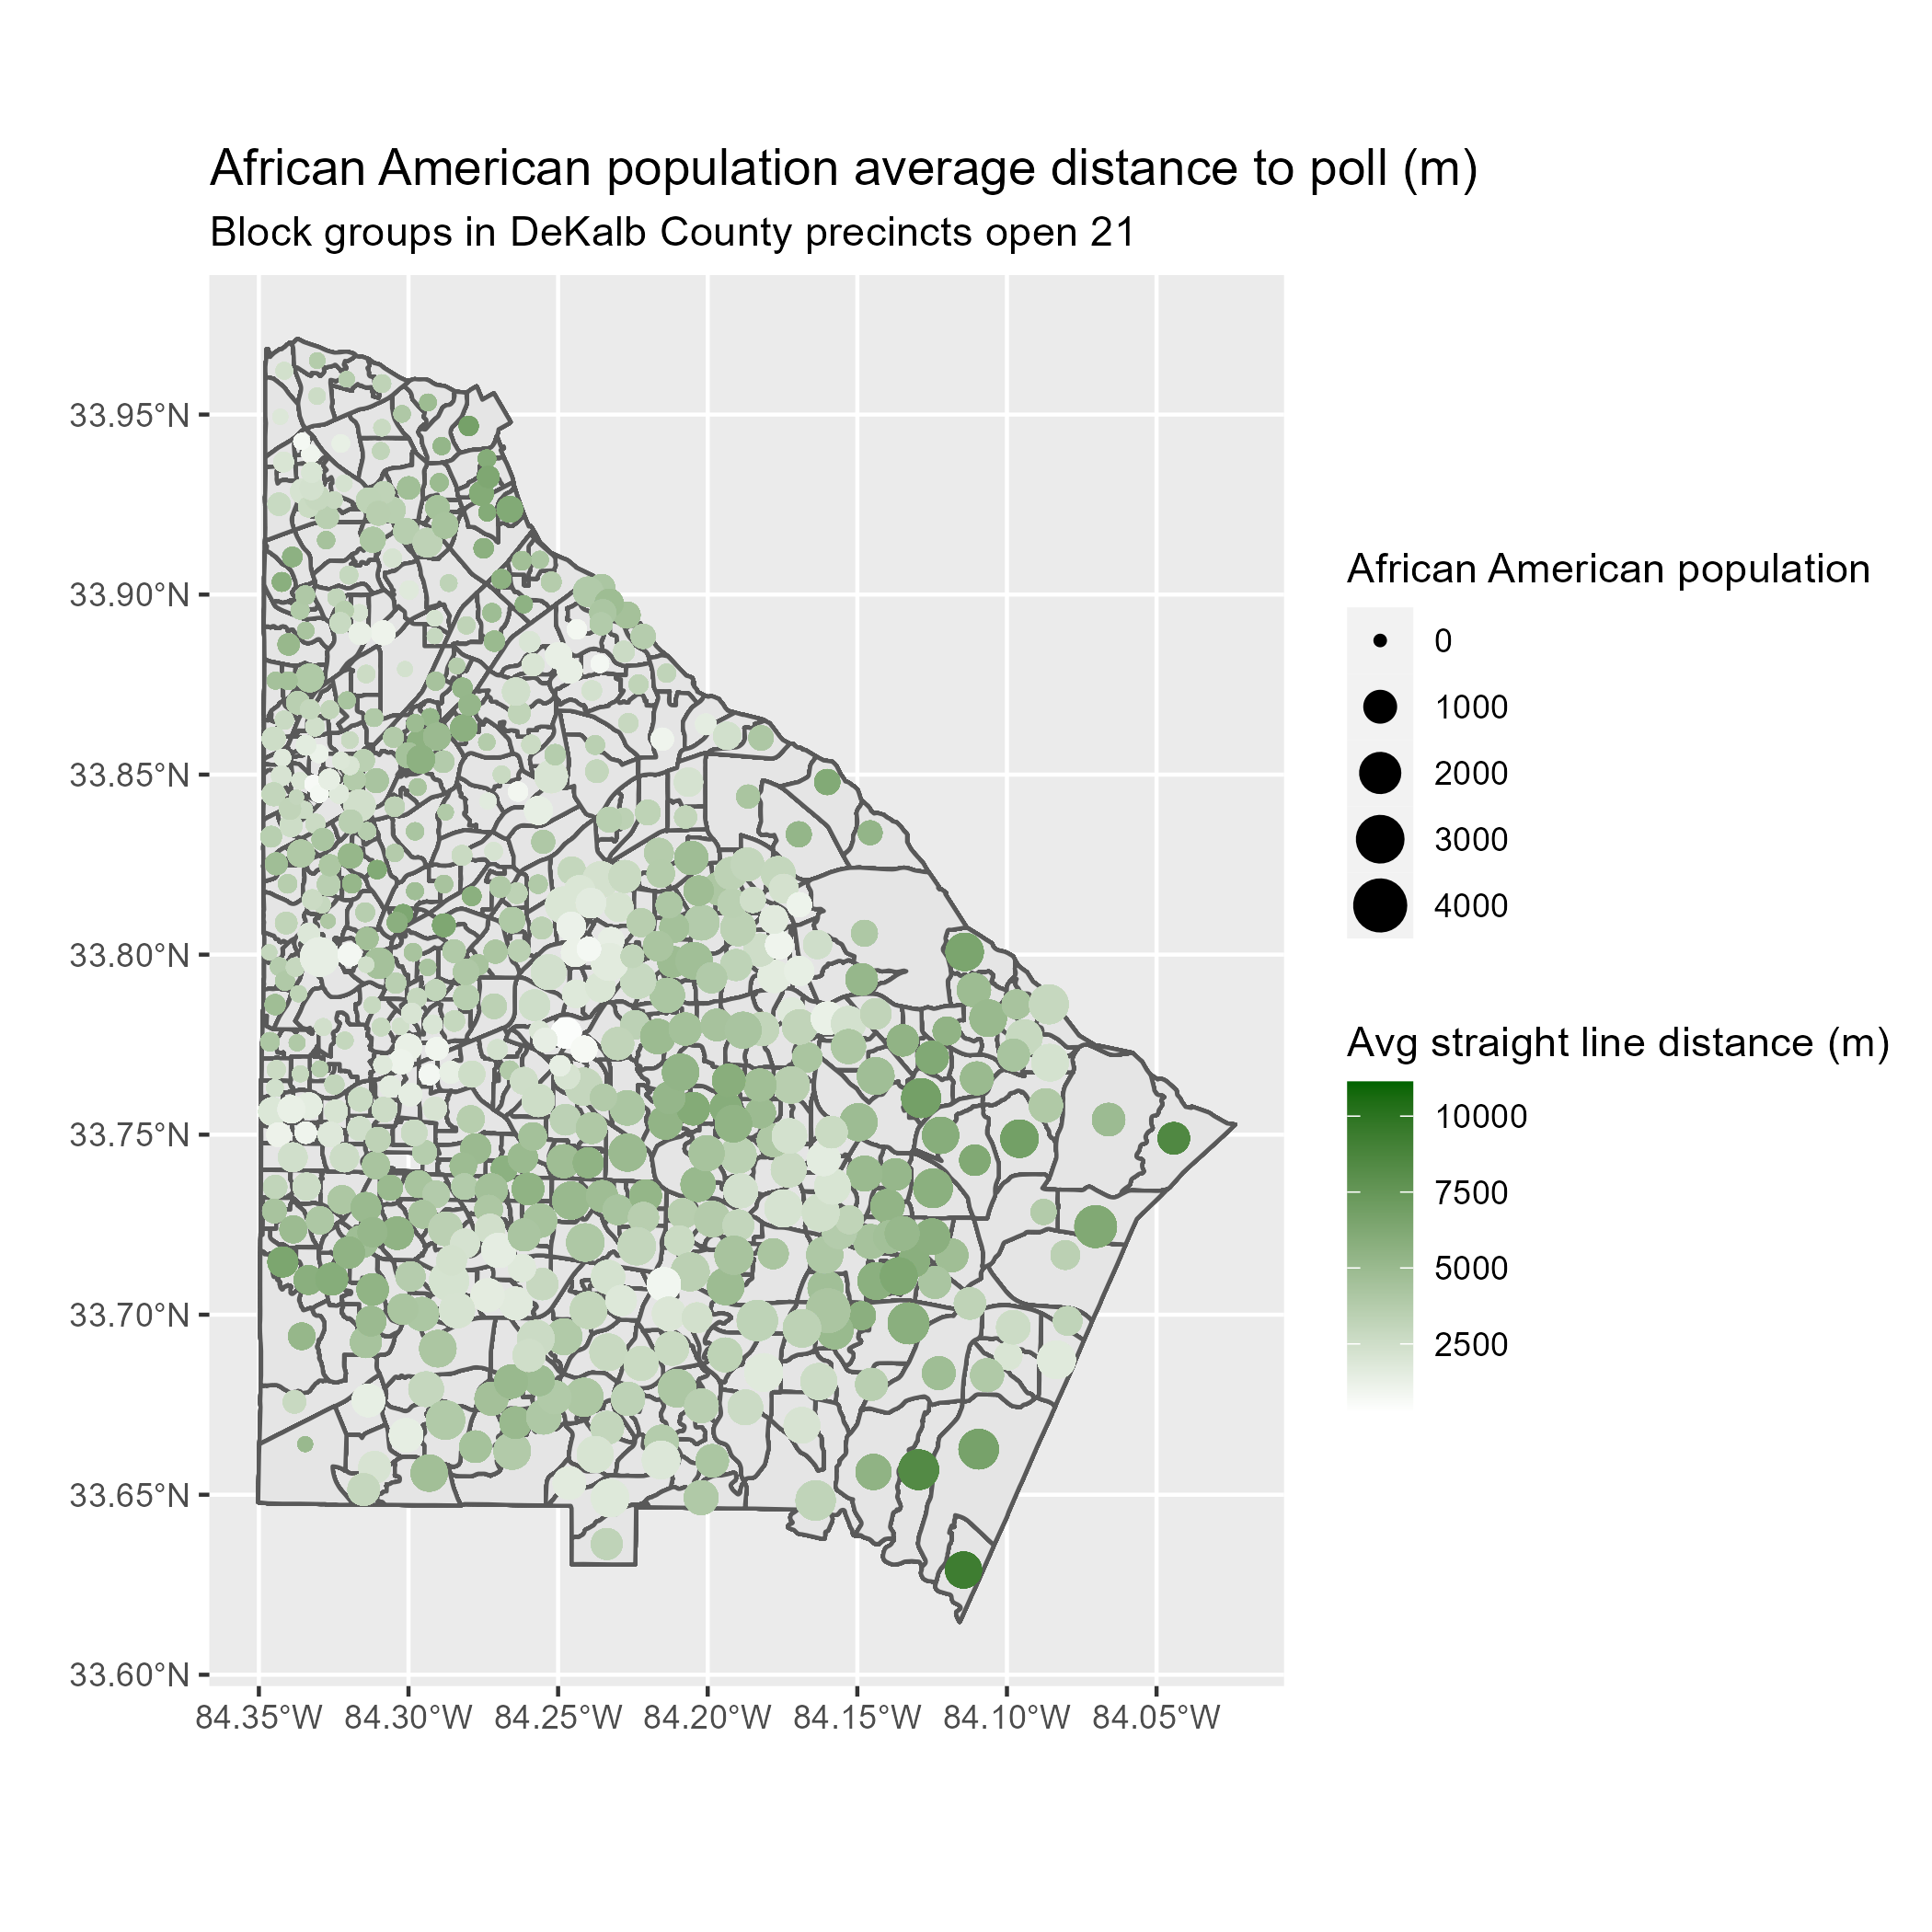 African American population average distance to poll (m)
Block groups in DeKalb County precincts open 21
33.95°N
33.90°N
33.85°N
33.80°N
33.75°N
33.70°N
33.65°N
33.60°N
84.35°W 84.30°W 84.25°W 84.20°W 84.15°W 84.10°W 84.05°W
African American population
0
1000
2000
3000
4000
Avg straight line distance (m)
10000
7500
5000
2500